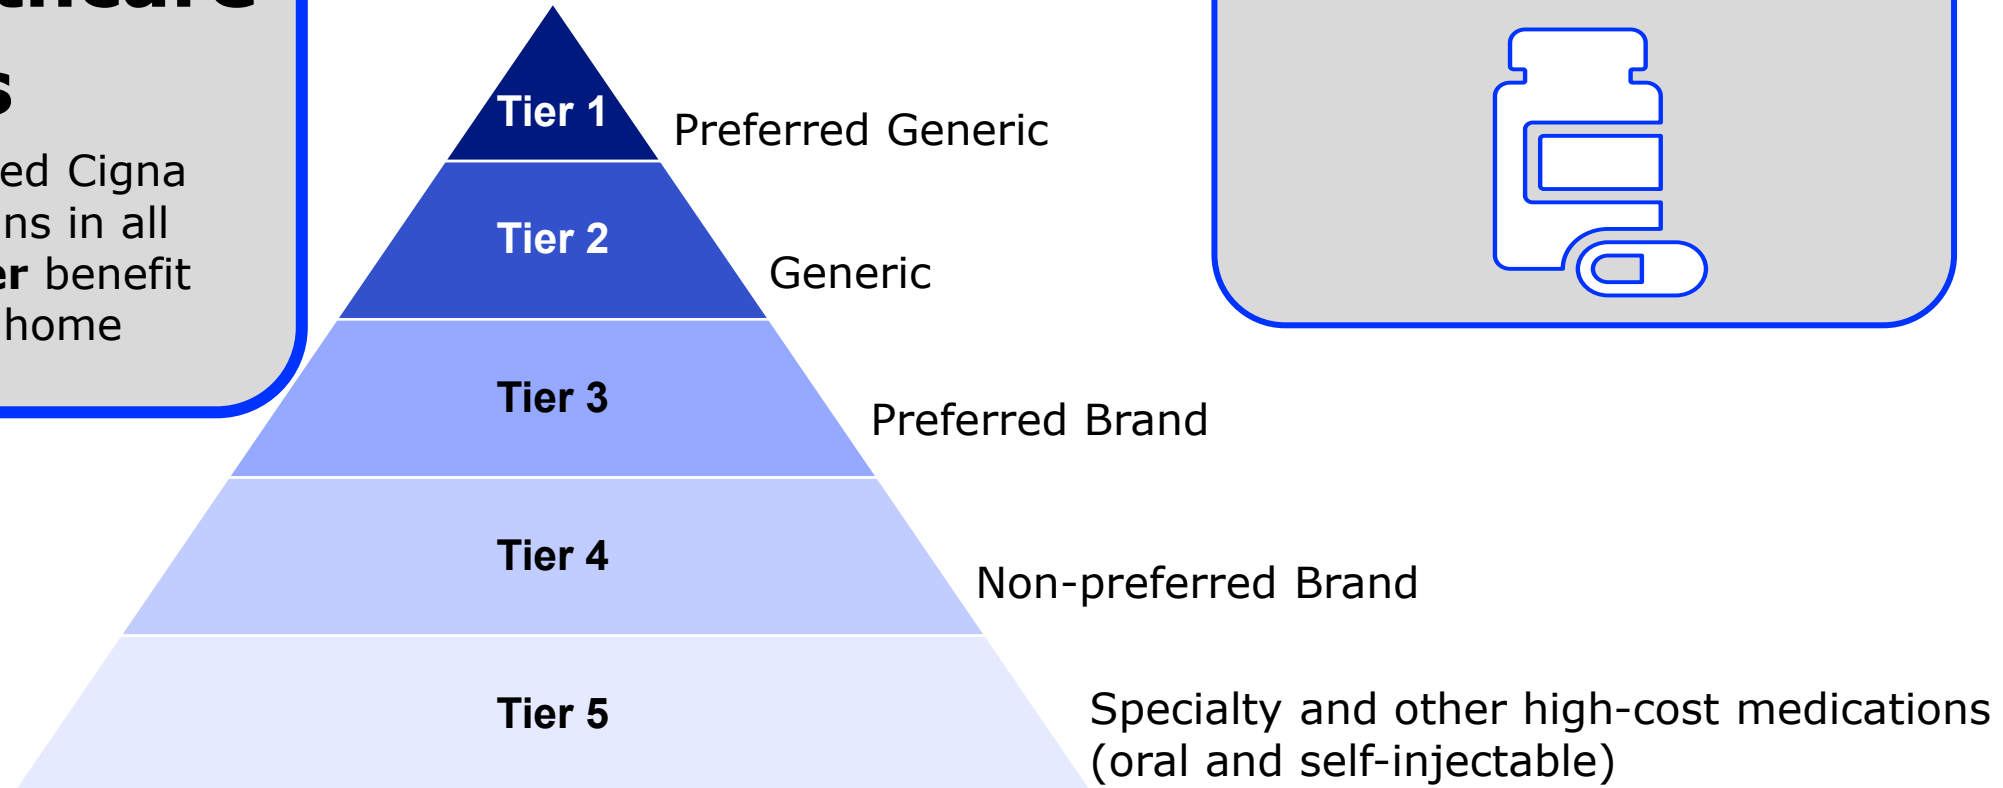 s
ed Cigna
ns in all
er benefit
home
Tier 1
Preferred Generic
Tier 2
Generic
Tier 3
Preferred Brand
Tier 4
Non-preferred Brand
Tier 5
Specialty and other high-cost medications
(oral and self-injectable)